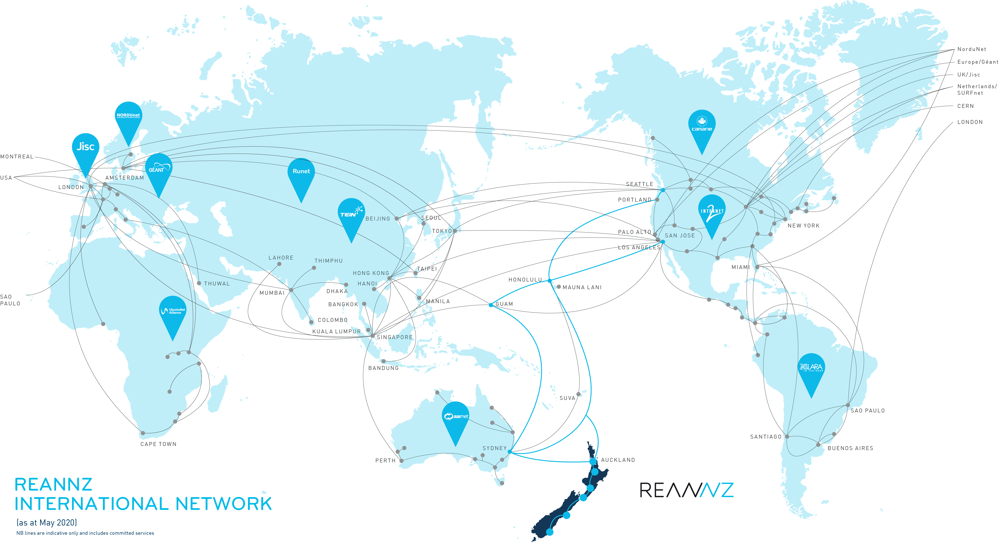 NorduNet
Europe/Géant
UK/Jisc
Netherlands/
SURFnet
CERN
LONDON
NORDUnet
canarie
Jisc
MONTREAL
GÉANT
Runet
USA
AMSTERDAM
LONDON
SEATTLE
PORTLAND
INTERNET
2
TEIN
BEIJING
SEOUL
TOKYO
NEW YORK
PALO ALTO
SAN JOSE
LOS ANGELES
LAHORE
THIMPHU
TAIPEI
MIAMI
HONG KONG
HANOI
HONOLULU
MAUNA LANI
THUWAL
MUMBAI
DHAKA
SAO
PAULO
BANGKOK
MANILA
GUAM
UbuntuNet
Alliance
COLOMBO
KUALA LUMPUR
SINGAPORE
BANDUNG
CLARA
SUVA
SAO PAULO
aarnet
CAPE TOWN
SANTIAGO
BUENOS AIRES
SYDNEY
PERTH
AUCKLAND
REANNZ
INTERNATIONAL NETWORK
(as at May 2020)
NB lines are indicative only and includes committed services
REANNZ